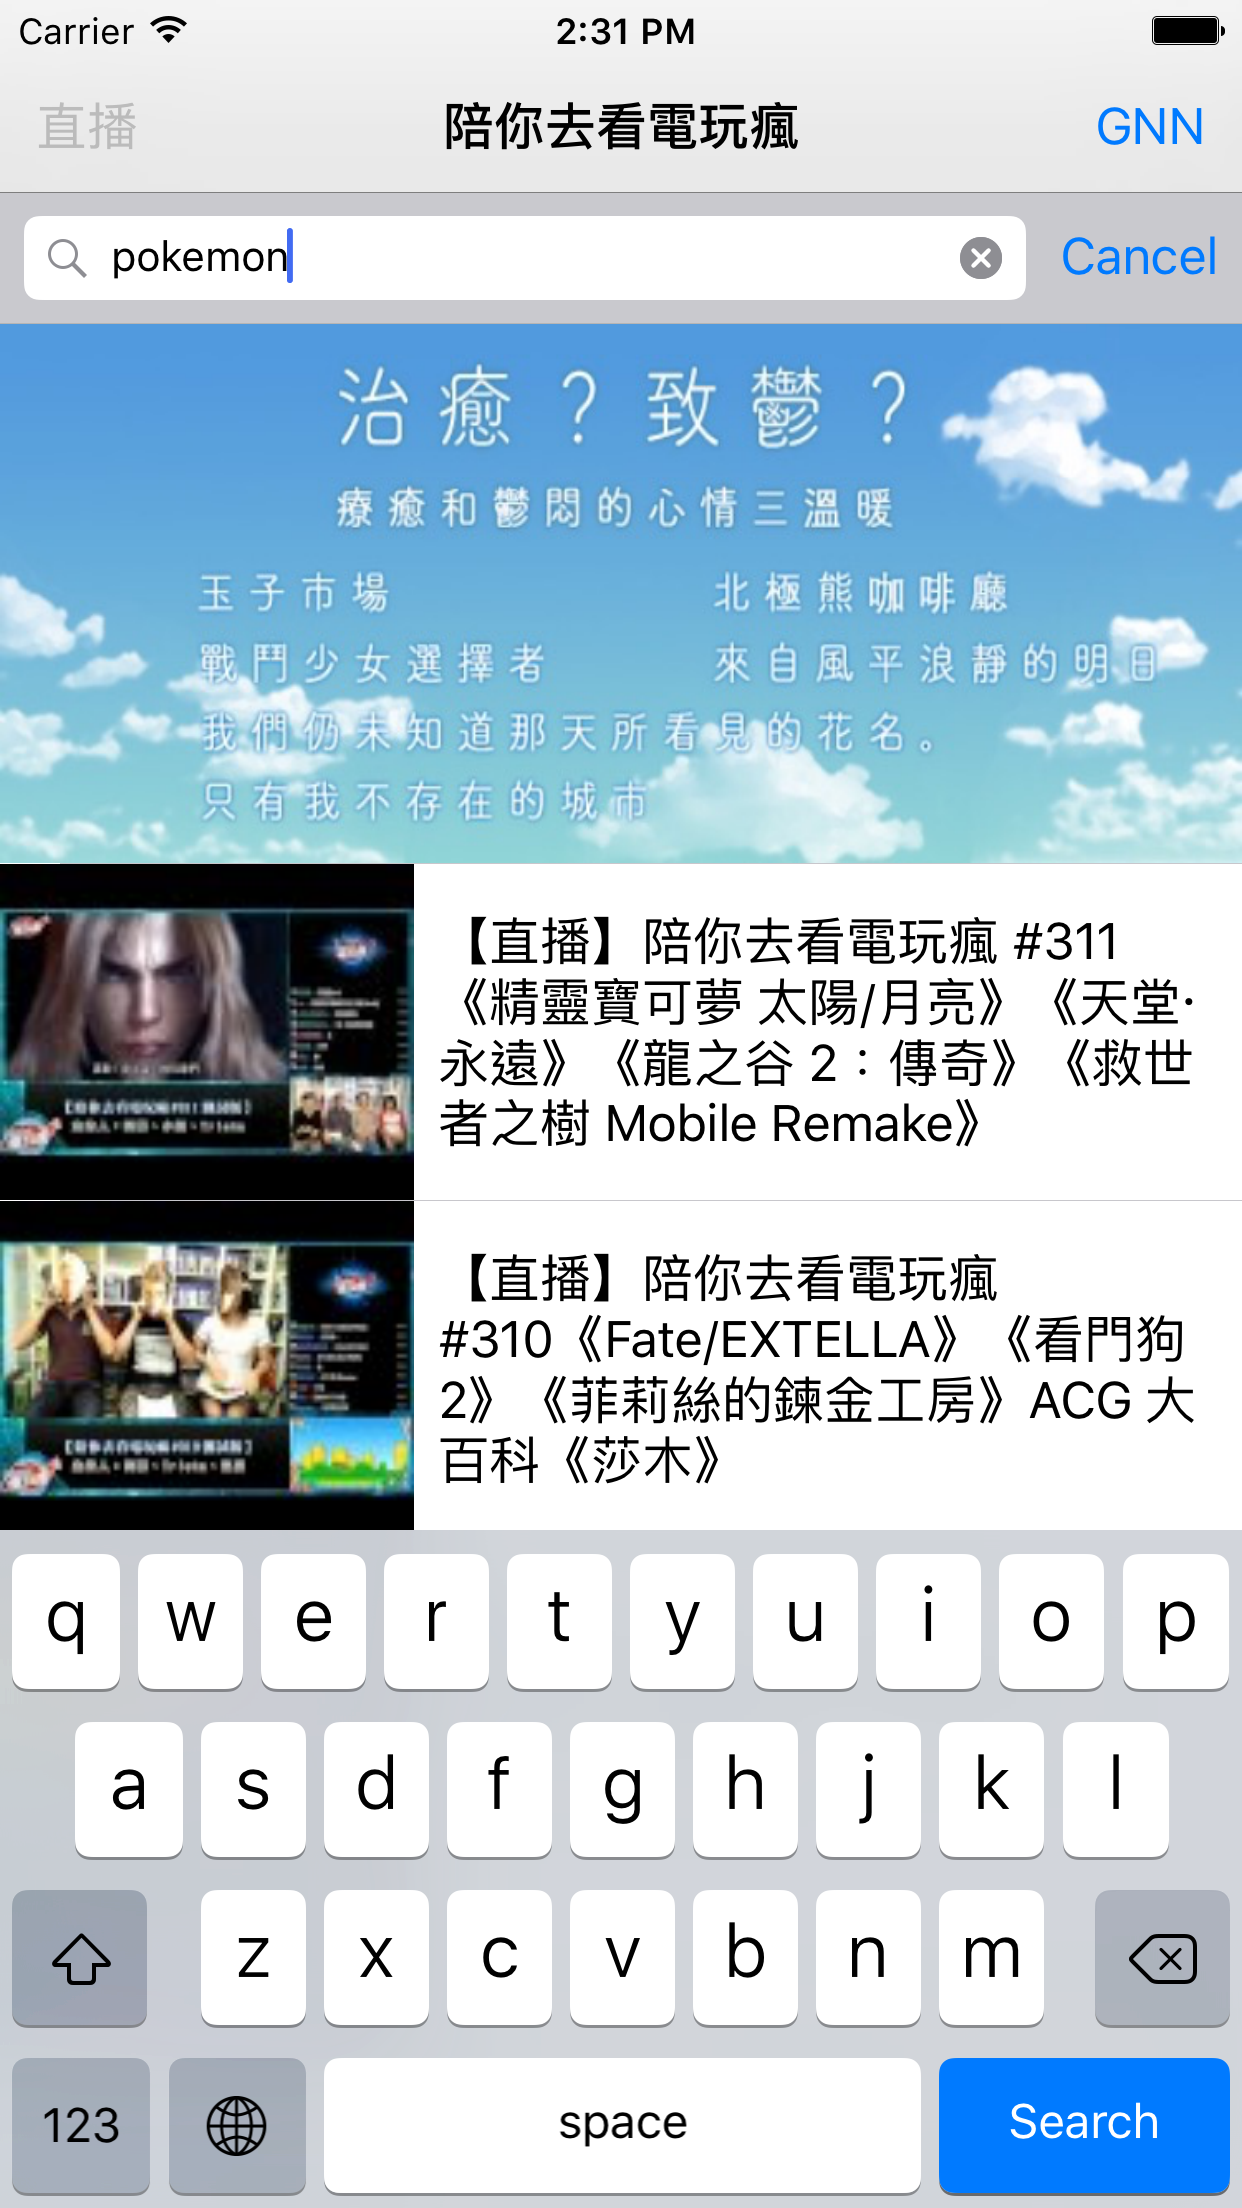 Carrier 2:31 PM
直播 陪你去看電玩瘋 GNN
pokemon Cancel
治癒？致鬱？
療癒和鬱悶的心情三溫暖
玉子市場 北極熊咖啡廳
戰鬥少女選擇者 來自風平浪靜的明日
我們仍未知道那天所看見的花名。
只有我不存在的城市
【直播】陪你去看電玩瘋 #311
《精靈寶可夢 太陽/月亮》《天堂·
永遠》《龍之谷 2：傳奇》《救世
者之樹 Mobile Remake》
【直播】陪你去看電玩瘋
#310《Fate/EXTELLA》《看門狗
2》《菲莉絲的鍊金工房》ACG 大
百科《莎木》
q w e r t y u i o p
a s d f g h j k l
z x c v b n m
123 space Search